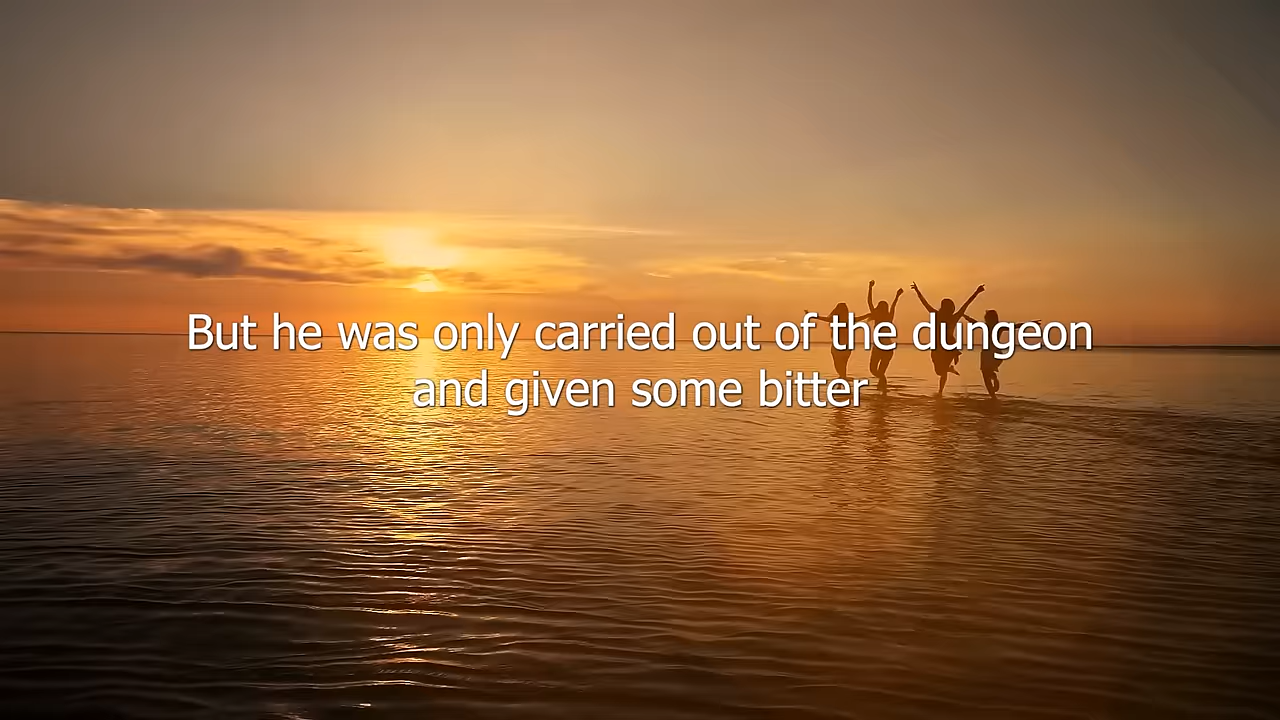 But he was only carried out of the dungeon
and given some bitter